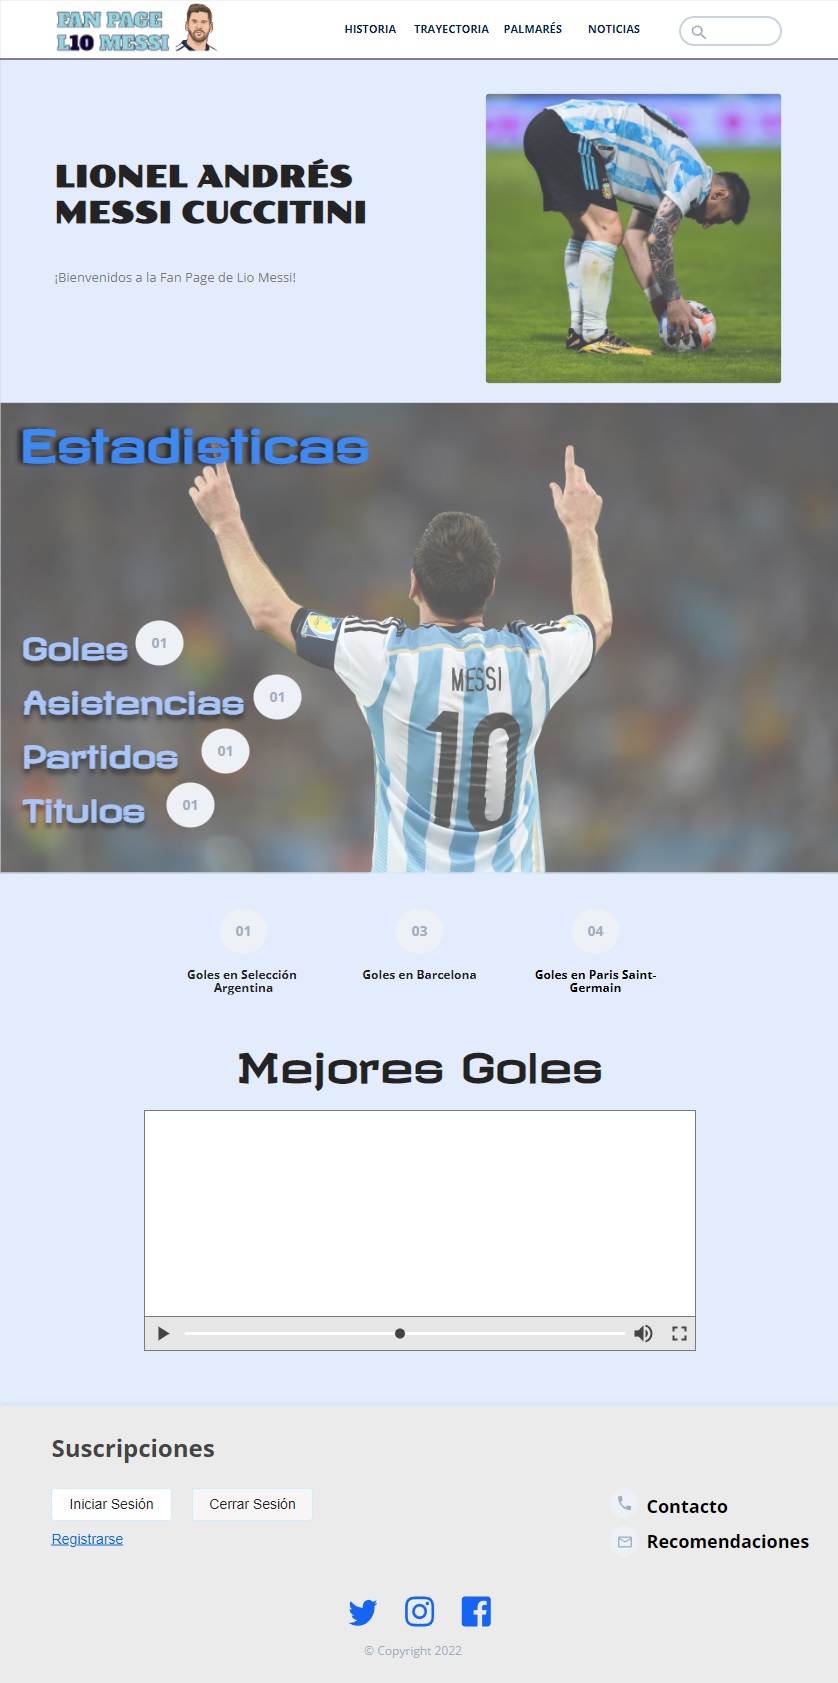 FAN PAGE
L10 MESSI
HISTORIA TRAYECTORIA PALMARÉS NOTICIAS
LIONEL ANDRÉS
MESSI CUCCITINI
¡Bienvenidos a la Fan Page de Lio Messi!
Estadisticas
MESSI
10
Goles 01
Asistencias 01
Partidos 01
Titulos 01
01 03 04
Goles en Selección
Argentina
Goles en Barcelona
Goles en Paris Saint-
Germain
Mejores Goles
Suscripciones
Iniciar Sesión Cerrar Sesión
Registrarse
Contacto
Recomendaciones
© Copyright 2022